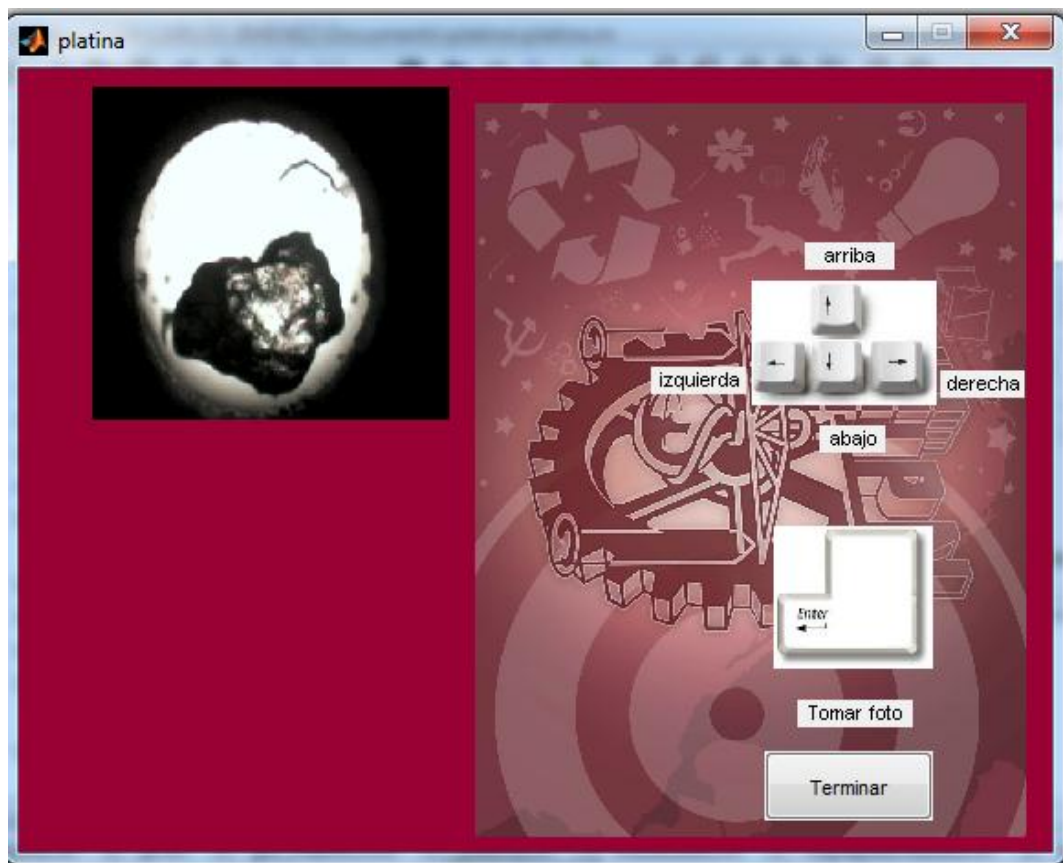 platina
arriba
izquierda
derecha
abajo
Enter
Tomar foto
Terminar